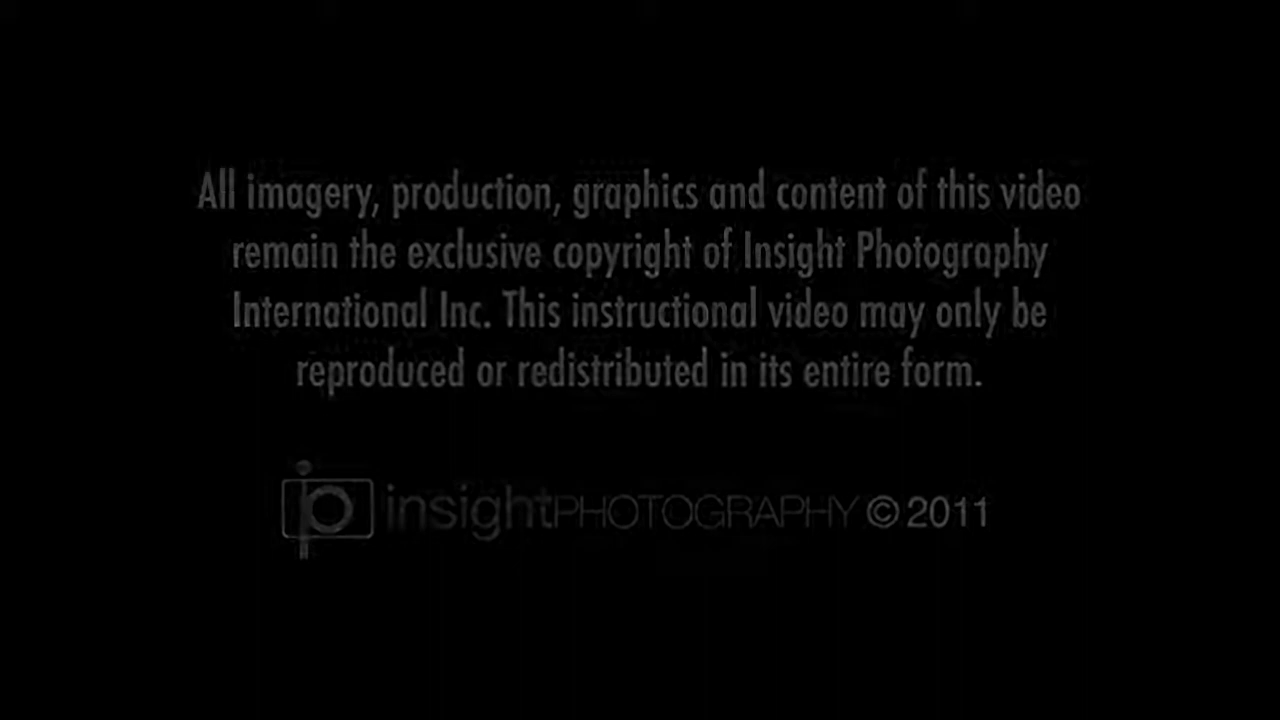 All imagery, production, graphics and content of this video
remain the exclusive copyright of Insight Photography
International Inc. This instructional video may only be
reproduced or redistributed in its entire form.
ip insightPHOTOGRAPHY © 2011